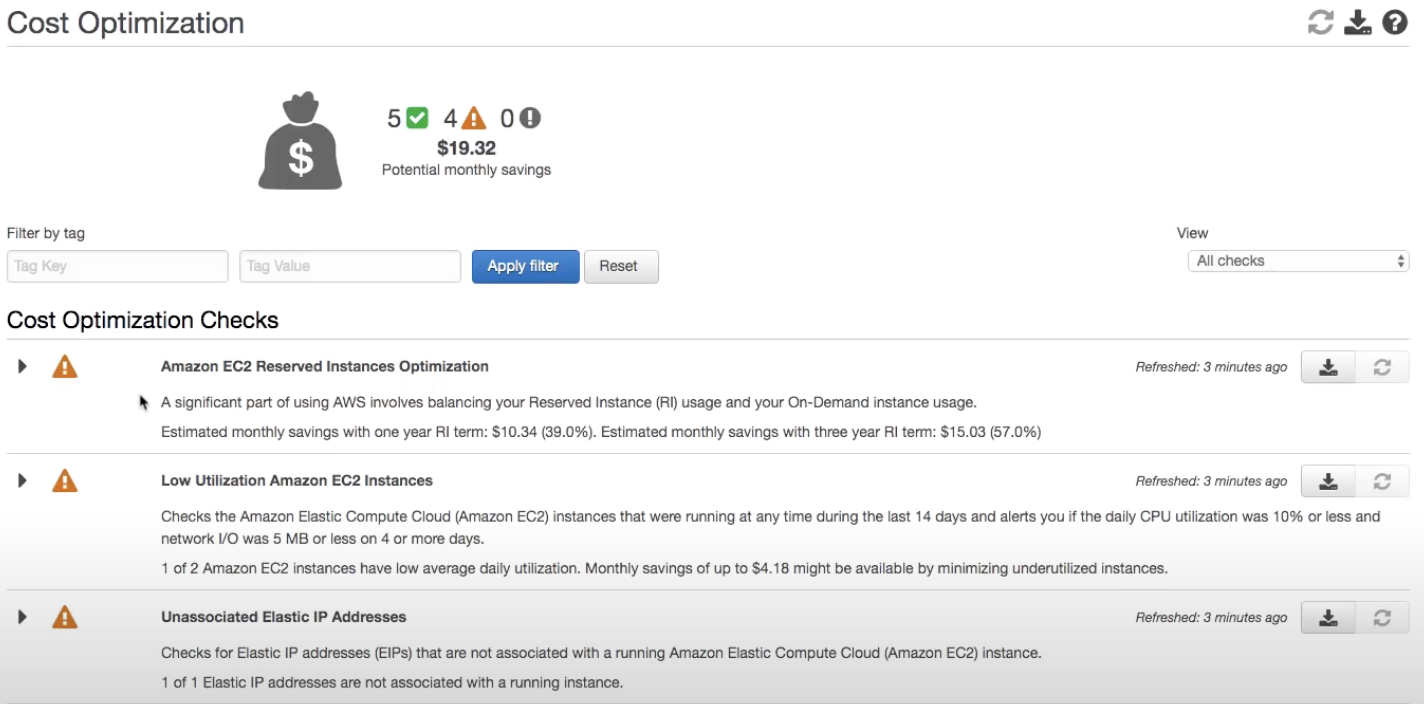 Cost Optimization
5 4 0
$19.32
Potential monthly savings
Filter by tag
View
Tag Key
Tag Value
Apply filter
Reset
All checks
Cost Optimization Checks
Amazon EC2 Reserved Instances Optimization
Refreshed: 3 minutes ago
A significant part of using AWS involves balancing your Reserved Instance (RI) usage and your On-Demand instance usage.
Estimated monthly savings with one year RI term: $10.34 (39.0%). Estimated monthly savings with three year RI term: $15.03 (57.0%)
Low Utilization Amazon EC2 Instances
Refreshed: 3 minutes ago
Checks the Amazon Elastic Compute Cloud (Amazon EC2) instances that were running at any time during the last 14 days and alerts you if the daily CPU utilization was 10% or less and
network I/O was 5 MB or less on 4 or more days.
1 of 2 Amazon EC2 instances have low average daily utilization. Monthly savings of up to $4.18 might be available by minimizing underutilized instances.
Unassociated Elastic IP Addresses
Refreshed: 3 minutes ago
Checks for Elastic IP addresses (EIPs) that are not associated with a running Amazon Elastic Compute Cloud (Amazon EC2) instance.
1 of 1 Elastic IP addresses are not associated with a running instance.